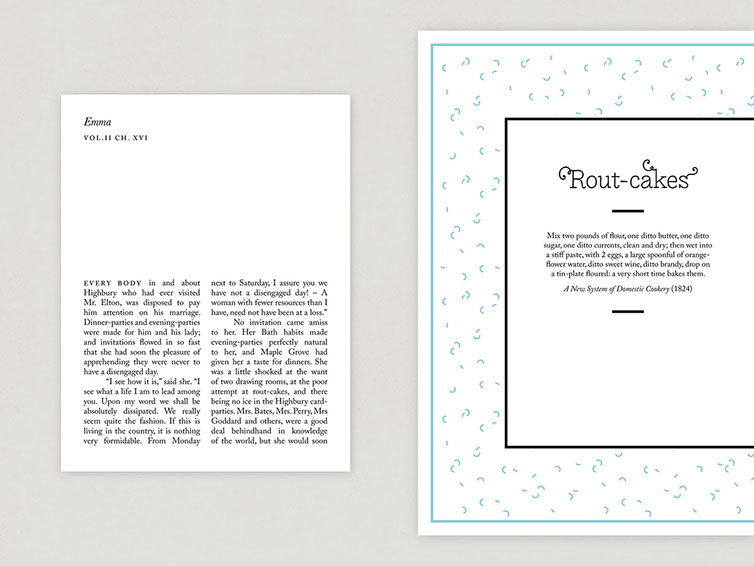 Emma
VOL.II CH. XVI
EVERY BODY in and about
Highbury who had ever visited
Mr. Elton, was disposed to pay
him attention on his marriage.
Dinner-parties and evening-parties
were made for him and his lady;
and invitations flowed in so fast
that she had soon the pleasure of
apprehending they were never to
have a disengaged day.
"I see how it is," said she. "I
see what a life I am to lead among
you. Upon my word we shall be
absolutely dissipated. We really
seem quite the fashion. If this is
living in the country, it is nothing
very formidable. From Monday
next to Saturday, I assure you we
have not a disengaged day! – A
woman with fewer resources than I
have, need not have been at a loss."
No invitation came amiss
to her. Her Bath habits made
evening-parties perfectly natural
to her, and Maple Grove had
given her a taste for dinners. She
was a little shocked at the want
of two drawing rooms, at the poor
attempt at rout-cakes, and there
being no ice in the Highbury card-
parties. Mrs. Bates, Mrs. Perry, Mrs
Goddard and others, were a good
deal behindhand in knowledge
of the world, but she would soon
Rout-cakes
Mix two pounds of flour, one ditto butter, one ditto
sugar, one ditto currents, clean and dry; then wet into
a stiff paste, with 2 eggs, a large spoonful of orange-
flower water, ditto sweet wine, ditto brandy, drop on
a tin-plate floured: a very short time bakes them.
A New System of Domestic Cookery (1824)